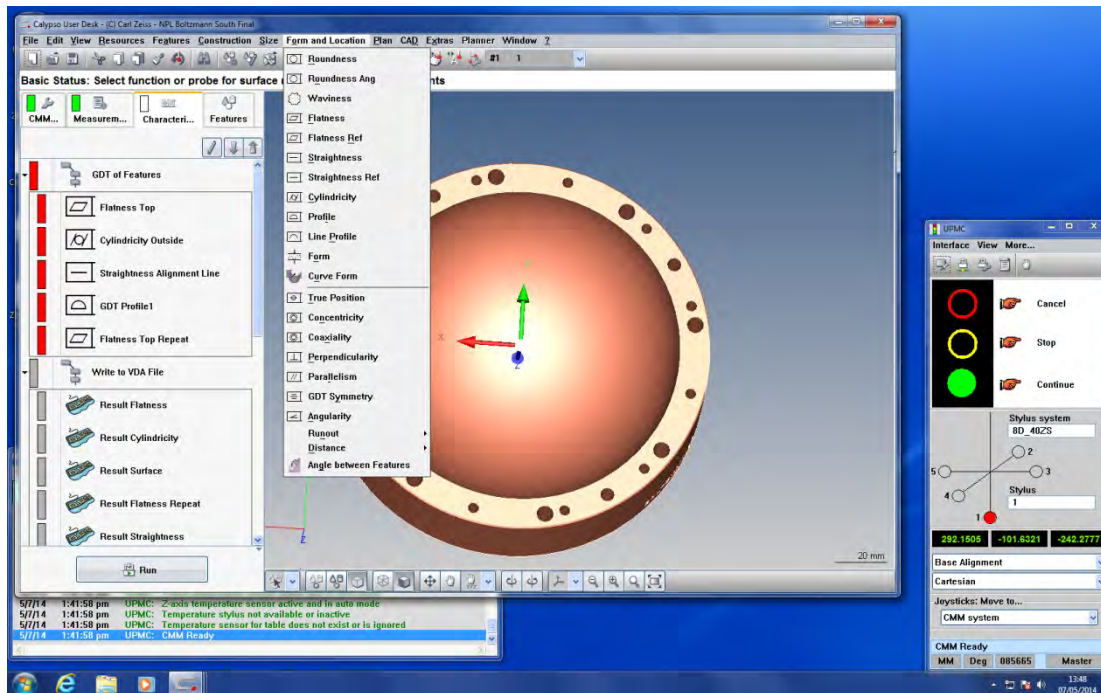 Calypso User Desk - (C) Carl Zeiss - NPL Boltzmann South Final
File Edit View Resources Features Construction Size Form and Location Plan CAD Extras Planner Window ?
#1 1
Basic Status: Select function or probe for surface
nts
CMM... Measurem... Characteri... Features
GDT of Features
Flatness Top
Cylindricity Outside
Straightness Alignment Line
GDT Profile1
Flatness Top Repeat
Write to VDA File
Result Flatness
Result Cylindricity
Result Surface
Result Flatness Repeat
Result Straightness
Run
Roundness
Roundness Ang
Waviness
Flatness
Flatness Ref
Straightness
Straightness Ref
Cylindricity
Profile
Line Profile
Form
Curve Form
True Position
Concentricity
Coaxiality
Perpendicularity
Parallelism
GDT Symmetry
Angularity
Runout
Distance
Angle between Features
X
Z
Z
20 mm
5/7/14 1:41:58 pm UPMC: Z-axis temperature sensor active and in auto mode
5/7/14 1:41:58 pm UPMC: Temperature stylus not available or inactive
5/7/14 1:41:58 pm UPMC: Temperature sensor for table does not exist or is ignored
5/7/14 1:41:58 pm UPMC: CMM Ready
UPMC
Interface View More...
Cancel
Stop
Continue
Stylus system
8D_40ZS
2
5 3
4
Stylus
1
1
292.1505 -101.6321 -242.2777
Base Alignment
Cartesian
Joysticks: Move to...
CMM system
CMM Ready
MM Deg 085665 Master
13:48
07/05/2014